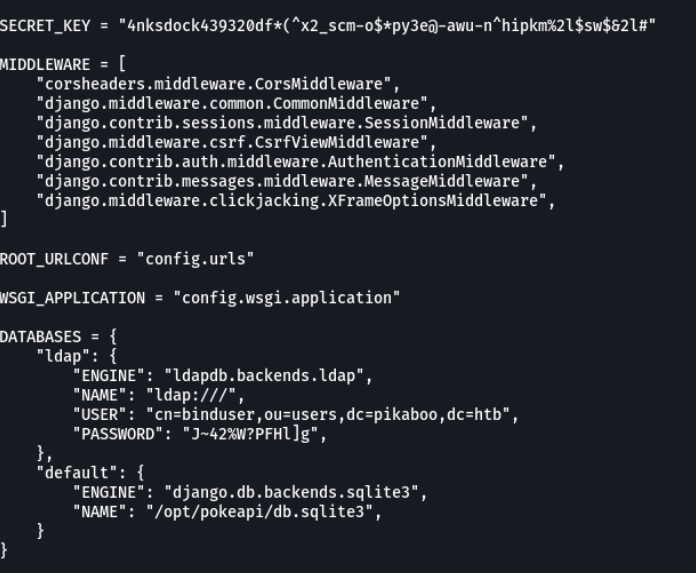 SECRET_KEY = "4nksdock439320df*(^x2_scm-o$*py3e@-awu-n^hipkm%2l$sw$&2l#"
MIDDLEWARE = [
    "corsheaders.middleware.CorsMiddleware",
    "django.middleware.common.CommonMiddleware",
    "django.contrib.sessions.middleware.SessionMiddleware",
    "django.middleware.csrf.CsrfViewMiddleware",
    "django.contrib.auth.middleware.AuthenticationMiddleware",
    "django.contrib.messages.middleware.MessageMiddleware",
    "django.middleware.clickjacking.XFrameOptionsMiddleware",
]
ROOT_URLCONF = "config.urls"
WSGI_APPLICATION = "config.wsgi.application"
DATABASES = {
    "ldap": {
        "ENGINE": "ldapdb.backends.ldap",
        "NAME": "ldap:///",
        "USER": "cn=binduser,ou=users,dc=pikaboo,dc=htb",
        "PASSWORD": "J~42%W?PFHl]g",
    },
    "default": {
        "ENGINE": "django.db.backends.sqlite3",
        "NAME": "/opt/pokeapi/db.sqlite3",
    }
}